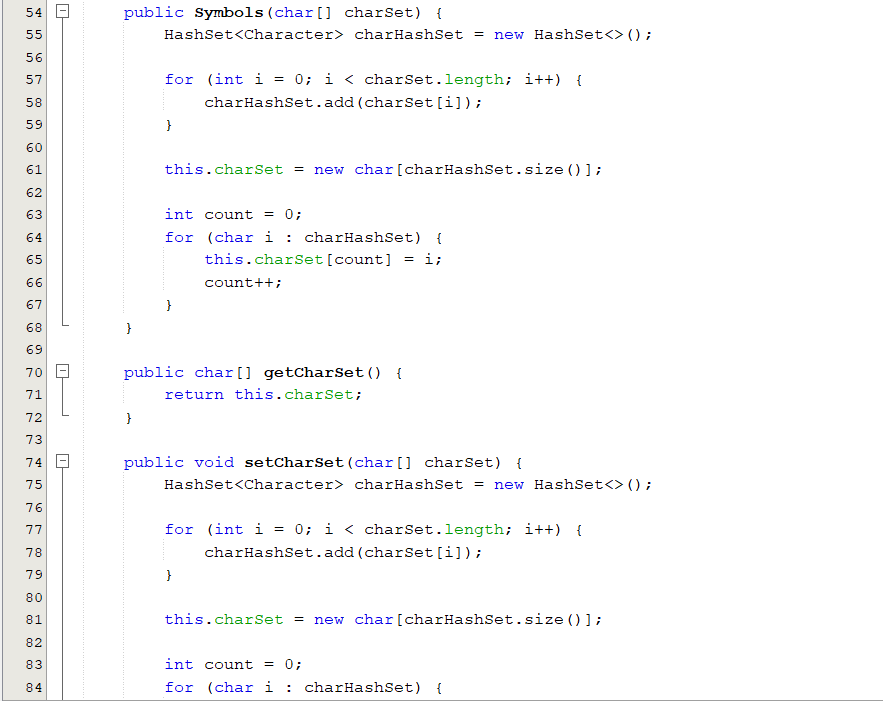 54 public Symbols(char[] charSet) {
55 HashSet<Character> charHashSet = new HashSet<>();
56
57 for (int i = 0; i < charSet.length; i++) {
58 charHashSet.add(charSet[i]);
59 }
60
61 this.charSet = new char[charHashSet.size()];
62
63 int count = 0;
64 for (char i : charHashSet) {
65 this.charSet[count] = i;
66 count++;
67 }
68 }
69
70 public char[] getCharSet() {
71 return this.charSet;
72 }
73
74 public void setCharSet(char[] charSet) {
75 HashSet<Character> charHashSet = new HashSet<>();
76
77 for (int i = 0; i < charSet.length; i++) {
78 charHashSet.add(charSet[i]);
79 }
80
81 this.charSet = new char[charHashSet.size()];
82
83 int count = 0;
84 for (char i : charHashSet) {